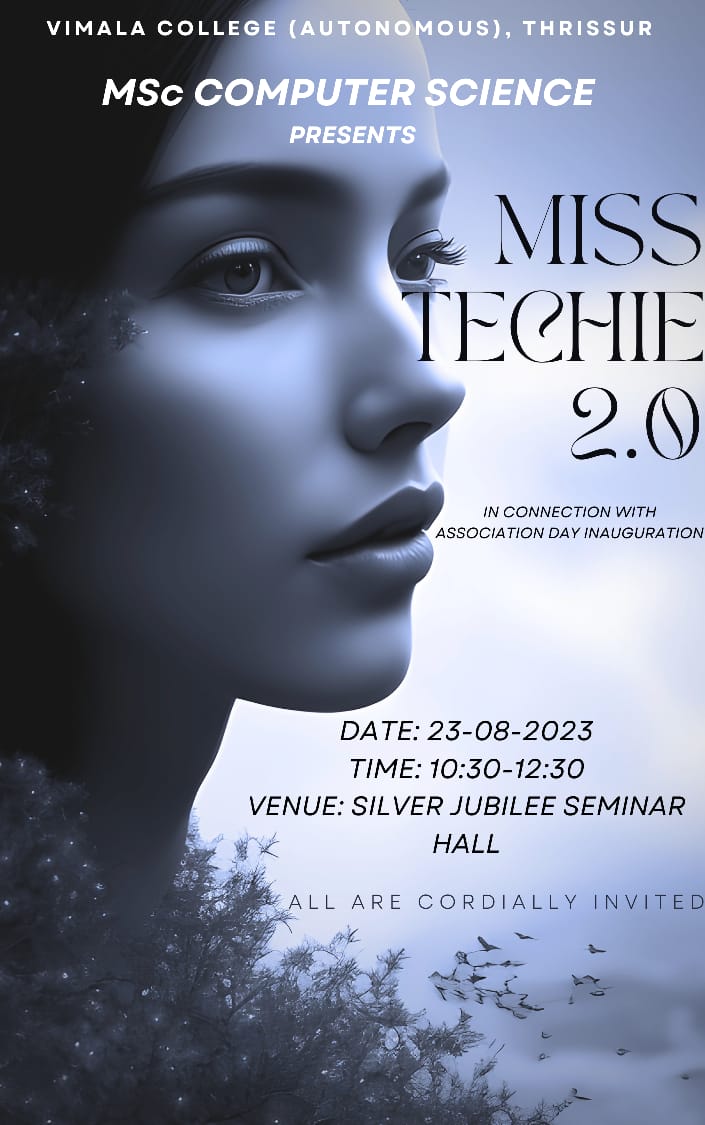 VIMALA COLLEGE (AUTONOMOUS), THRISSUR
MSc COMPUTER SCIENCE
PRESENTS
MISS
TECHIE
2.0
IN CONNECTION WITH
ASSOCIATION DAY INAUGURATION
DATE: 23-08-2023
TIME: 10:30-12:30
VENUE: SILVER JUBILEE SEMINAR
HALL
ALL ARE CORDIALLY INVITED